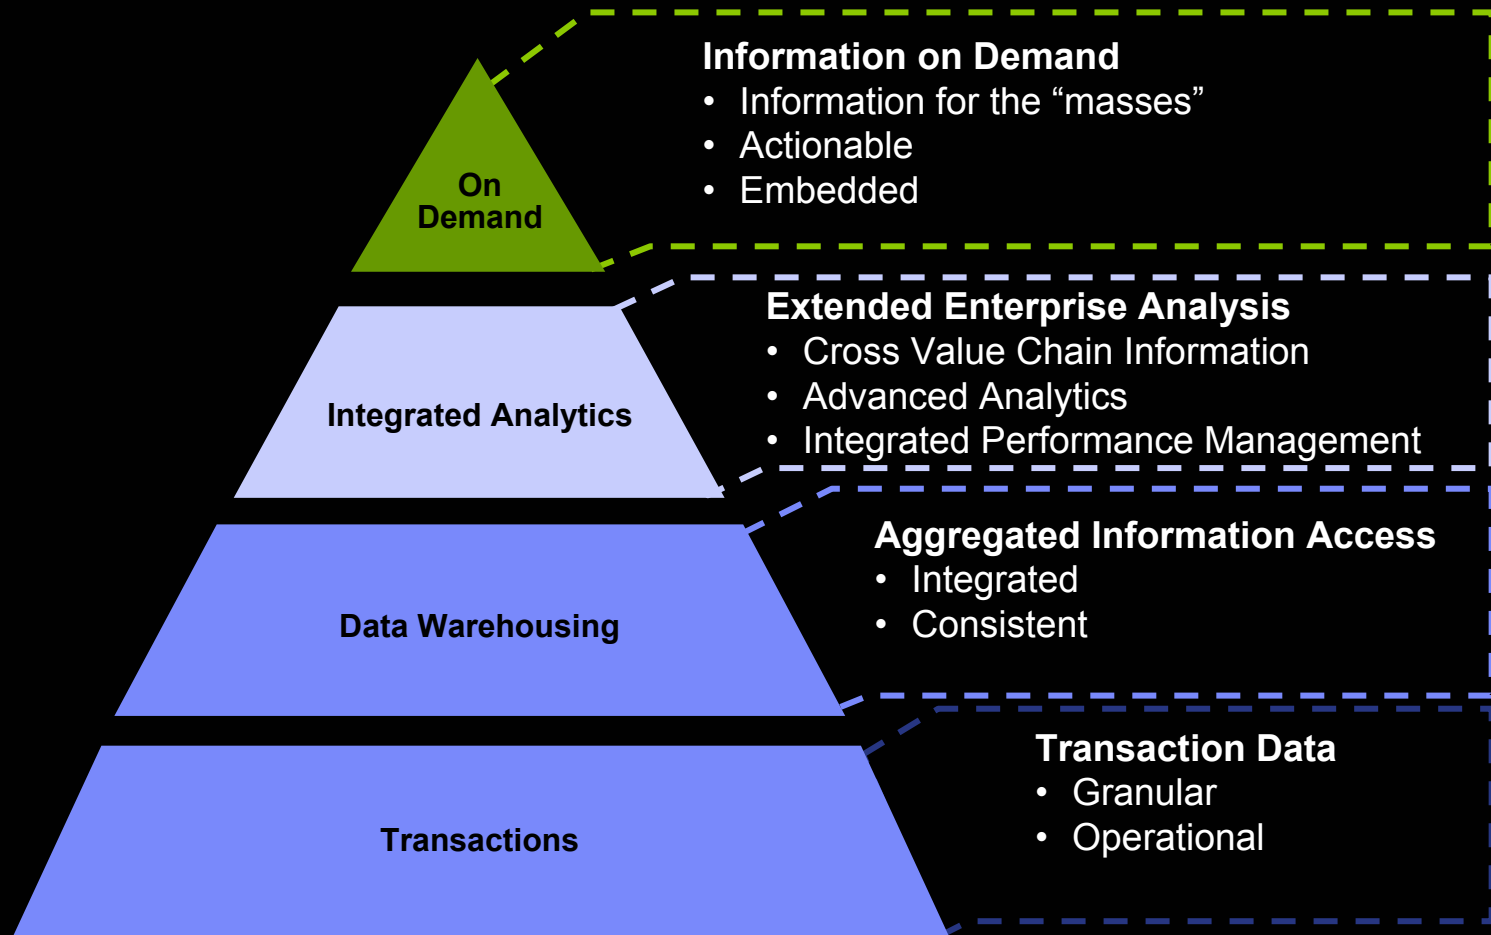 On
Demand
Information on Demand
• Information for the “masses”
• Actionable
• Embedded
Integrated Analytics
Extended Enterprise Analysis
• Cross Value Chain Information
• Advanced Analytics
• Integrated Performance Management
Data Warehousing
Aggregated Information Access
• Integrated
• Consistent
Transactions
Transaction Data
• Granular
• Operational